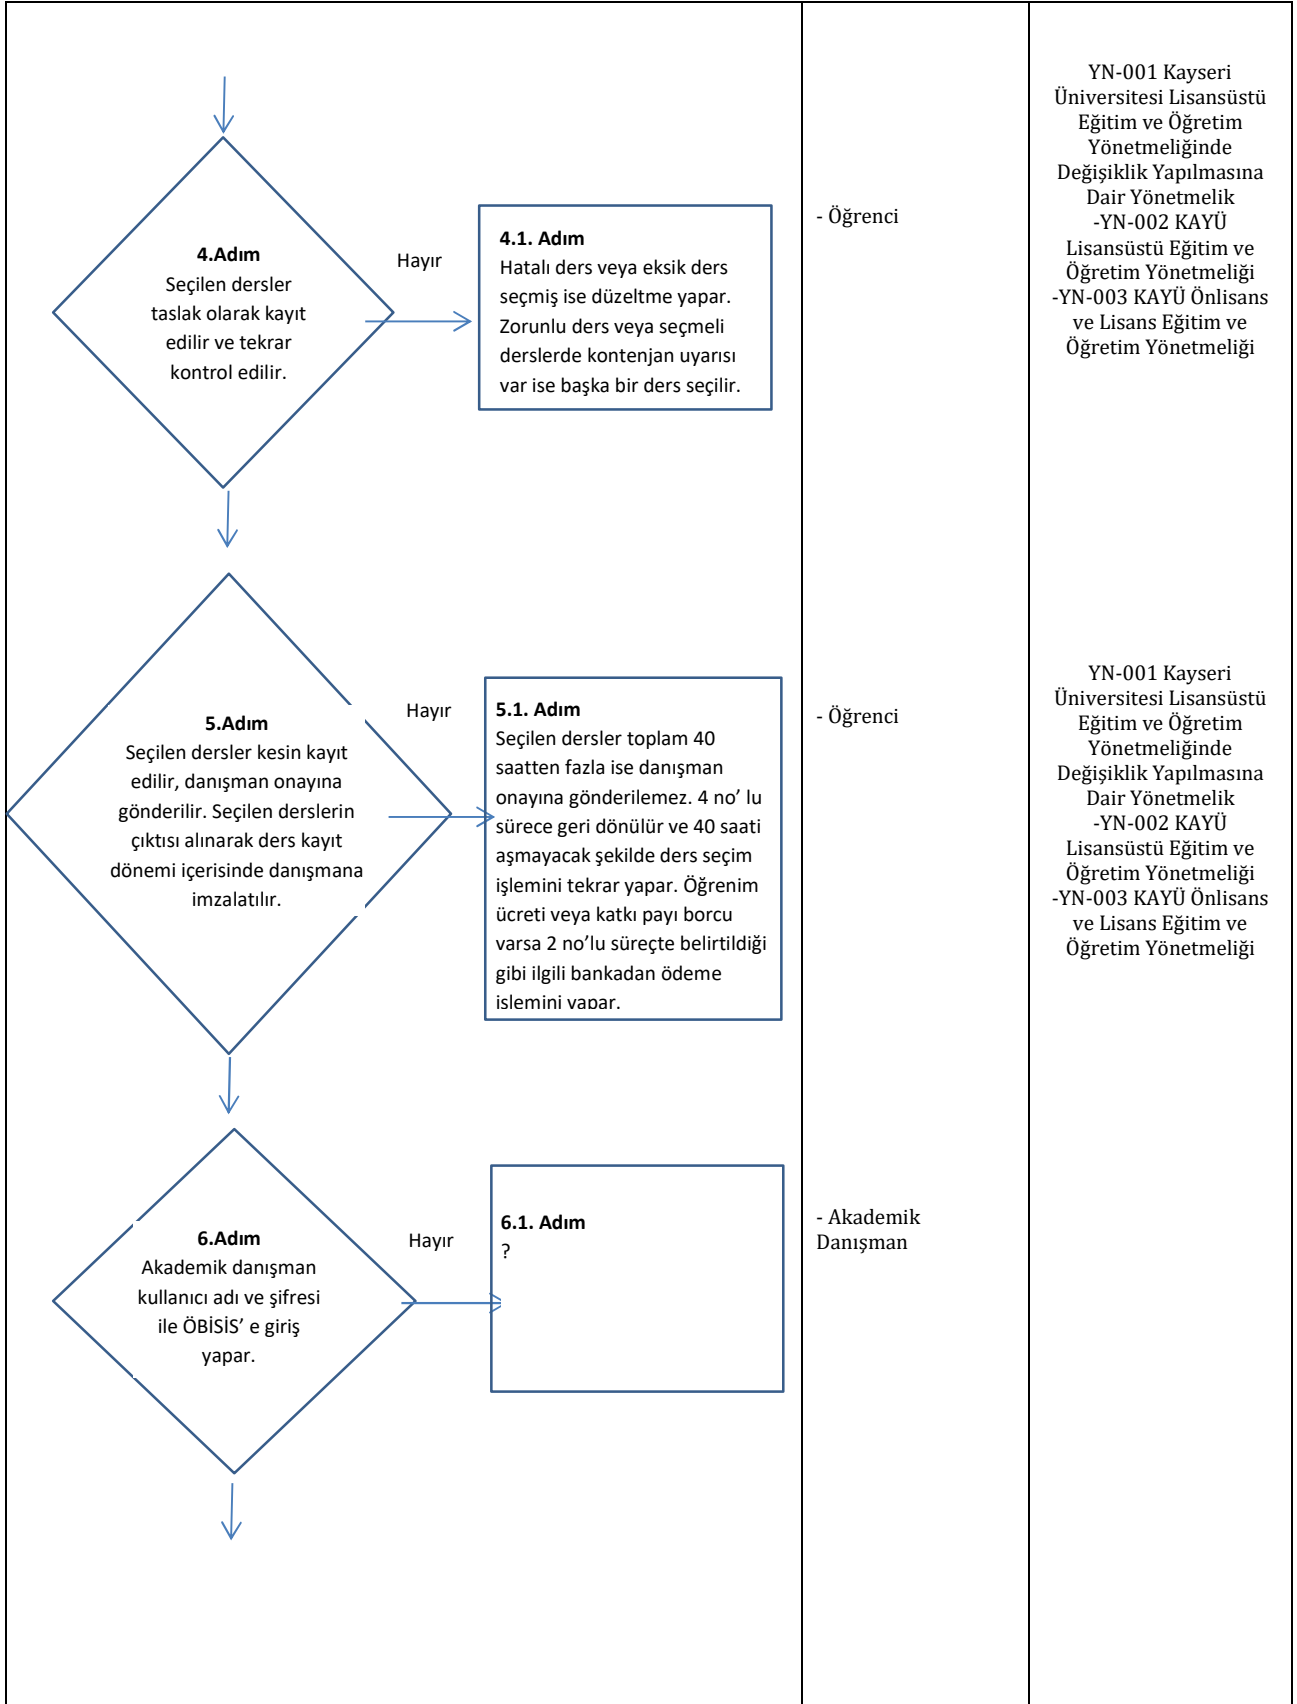 4.Adım
Seçilen dersler
taslak olarak kayıt
edilir ve tekrar
kontrol edilir.
Hayır
4.1. Adım
Hatalı ders veya eksik ders
seçmiş ise düzeltme yapar.
Zorunlu ders veya seçmeli
derslerde kontenjan uyarısı
var ise başka bir ders seçilir.
- Öğrenci
YN-001 Kayseri
Üniversitesi Lisansüstü
Eğitim ve Öğretim
Yönetmeliğinde
Değişiklik Yapılmasına
Dair Yönetmelik
-YN-002 KAYÜ
Lisansüstü Eğitim ve
Öğretim Yönetmeliği
-YN-003 KAYÜ Önlisans
ve Lisans Eğitim ve
Öğretim Yönetmeliği
5.Adım
Seçilen dersler kesin kayıt
edilir, danışman onayına
gönderilir. Seçilen derslerin
çıktısı alınarak ders kayıt
dönemi içerisinde danışmana
imzalatılır.
Hayır
5.1. Adım
Seçilen dersler toplam 40
saatten fazla ise danışman
onayına gönderilemez. 4 no’ lu
sürece geri dönülür ve 40 saati
aşmayacak şekilde ders seçim
işlemini tekrar yapar. Öğrenim
ücreti veya katkı payı borcu
varsa 2 no’lu süreçte belirtildiği
gibi ilgili bankadan ödeme
işlemini yapar.
- Öğrenci
YN-001 Kayseri
Üniversitesi Lisansüstü
Eğitim ve Öğretim
Yönetmeliğinde
Değişiklik Yapılmasına
Dair Yönetmelik
-YN-002 KAYÜ
Lisansüstü Eğitim ve
Öğretim Yönetmeliği
-YN-003 KAYÜ Önlisans
ve Lisans Eğitim ve
Öğretim Yönetmeliği
6.Adım
Akademik danışman
kullanıcı adı ve şifresi
ile ÖBİSİS’ e giriş
yapar.
Hayır
6.1. Adım
?
- Akademik
Danışman